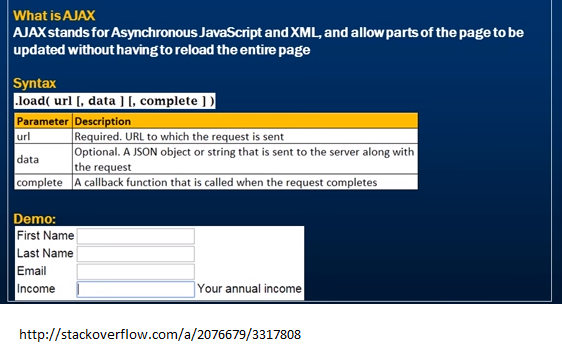 What is AJAX
AJAX stands for Asynchronous JavaScript and XML, and allow parts of the page to be
updated without having to reload the entire page
Syntax
.load( url [, data ] [, complete ] )
Parameter Description
url Required. URL to which the request is sent
data Optional. A JSON object or string that is sent to the server along with
the request
complete A callback function that is called when the request completes
Demo:
First Name
Last Name
Email
Income Your annual income
http://stackoverflow.com/a/2076679/3317808